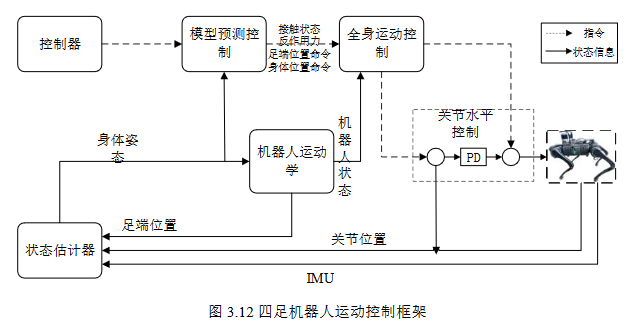 控制器
模型预测控
制
接触状态
反作用力
足端位置命令
身体位置命令
全身运动控
制
指令
状态信息
关节水平
控制
PD
身体姿
态
机器人运动
学
机
器
人
状
态
足端位置
状态估计器
关节位置
IMU
图 3.12 四足机器人运动控制框架